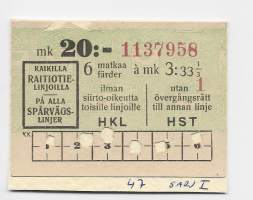 mk 20:- 1137958
KAIKILLA
RAITIOTIE-
LINJOILLA
PÅ ALLA
SPÅRVÄGS-
LINJER
6 matkaa färder à mk 3:33 1/3
ilman
siirto-oikeutta
toisille linjoille
HKL
utan
övergångsrätt
till annan linje
HST
1
1 2 3 4 5 6
47 SARJ I